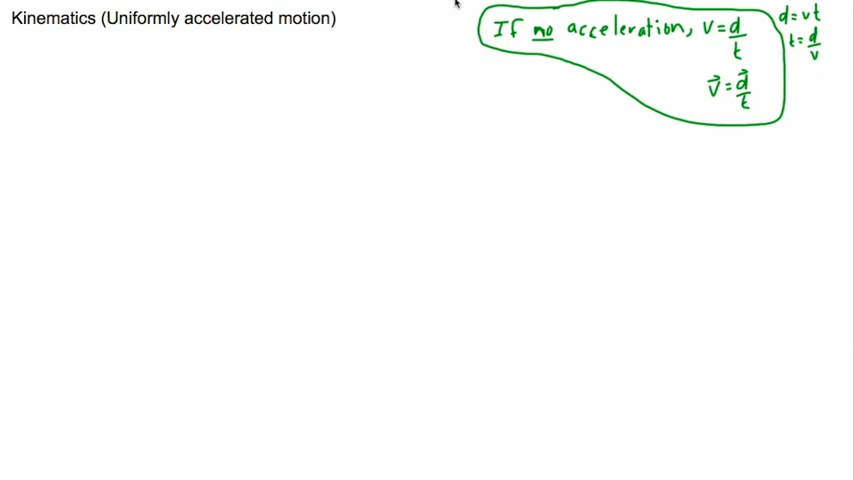 Kinematics (Uniformly accelerated motion)
If no acceleration, v = d/t
v⃗ = d⃗/t
d = vt
t = d/v